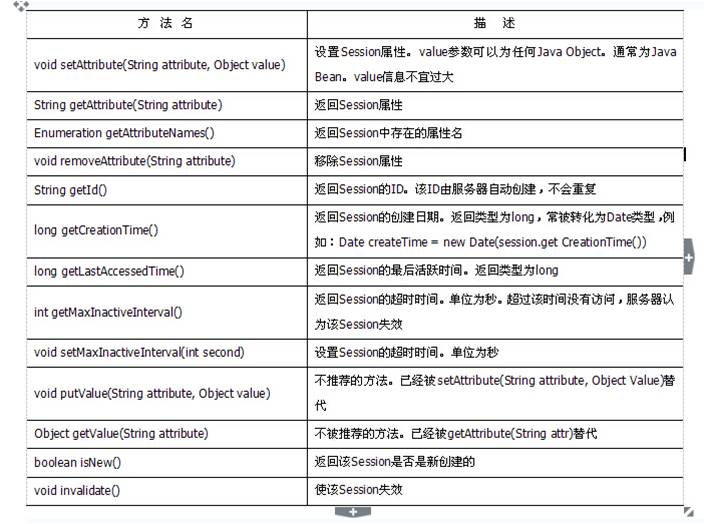 方 法 名
描 述
void setAttribute(String attribute, Object value)
设置Session属性。value参数可以为任何Java Object。通常为Java
Bean。value信息不宜过大
String getAttribute(String attribute)
返回Session属性
Enumeration getAttributeNames()
返回Session中存在的属性名
void removeAttribute(String attribute)
移除Session属性
String getId()
返回Session的ID。该ID由服务器自动创建，不会重复
long getCreationTime()
返回Session的创建日期。返回类型为long，常被转化为Date类型，例
如：Date createTime = new Date(session.get CreationTime())
long getLastAccessedTime()
返回Session的最后活跃时间。返回类型为long
int getMaxInactiveInterval()
返回Session的超时时间。单位为秒。超过该时间没有访问，服务器认
为该Session失效
void setMaxInactiveInterval(int second)
设置Session的超时时间。单位为秒
void putValue(String attribute, Object value)
不推荐的方法。已经被setAttribute(String attribute, Object Value)替
代
Object getValue(String attribute)
不被推荐的方法。已经被getAttribute(String attr)替代
boolean isNew()
返回该Session是否是新创建的
void invalidate()
使该Session失效